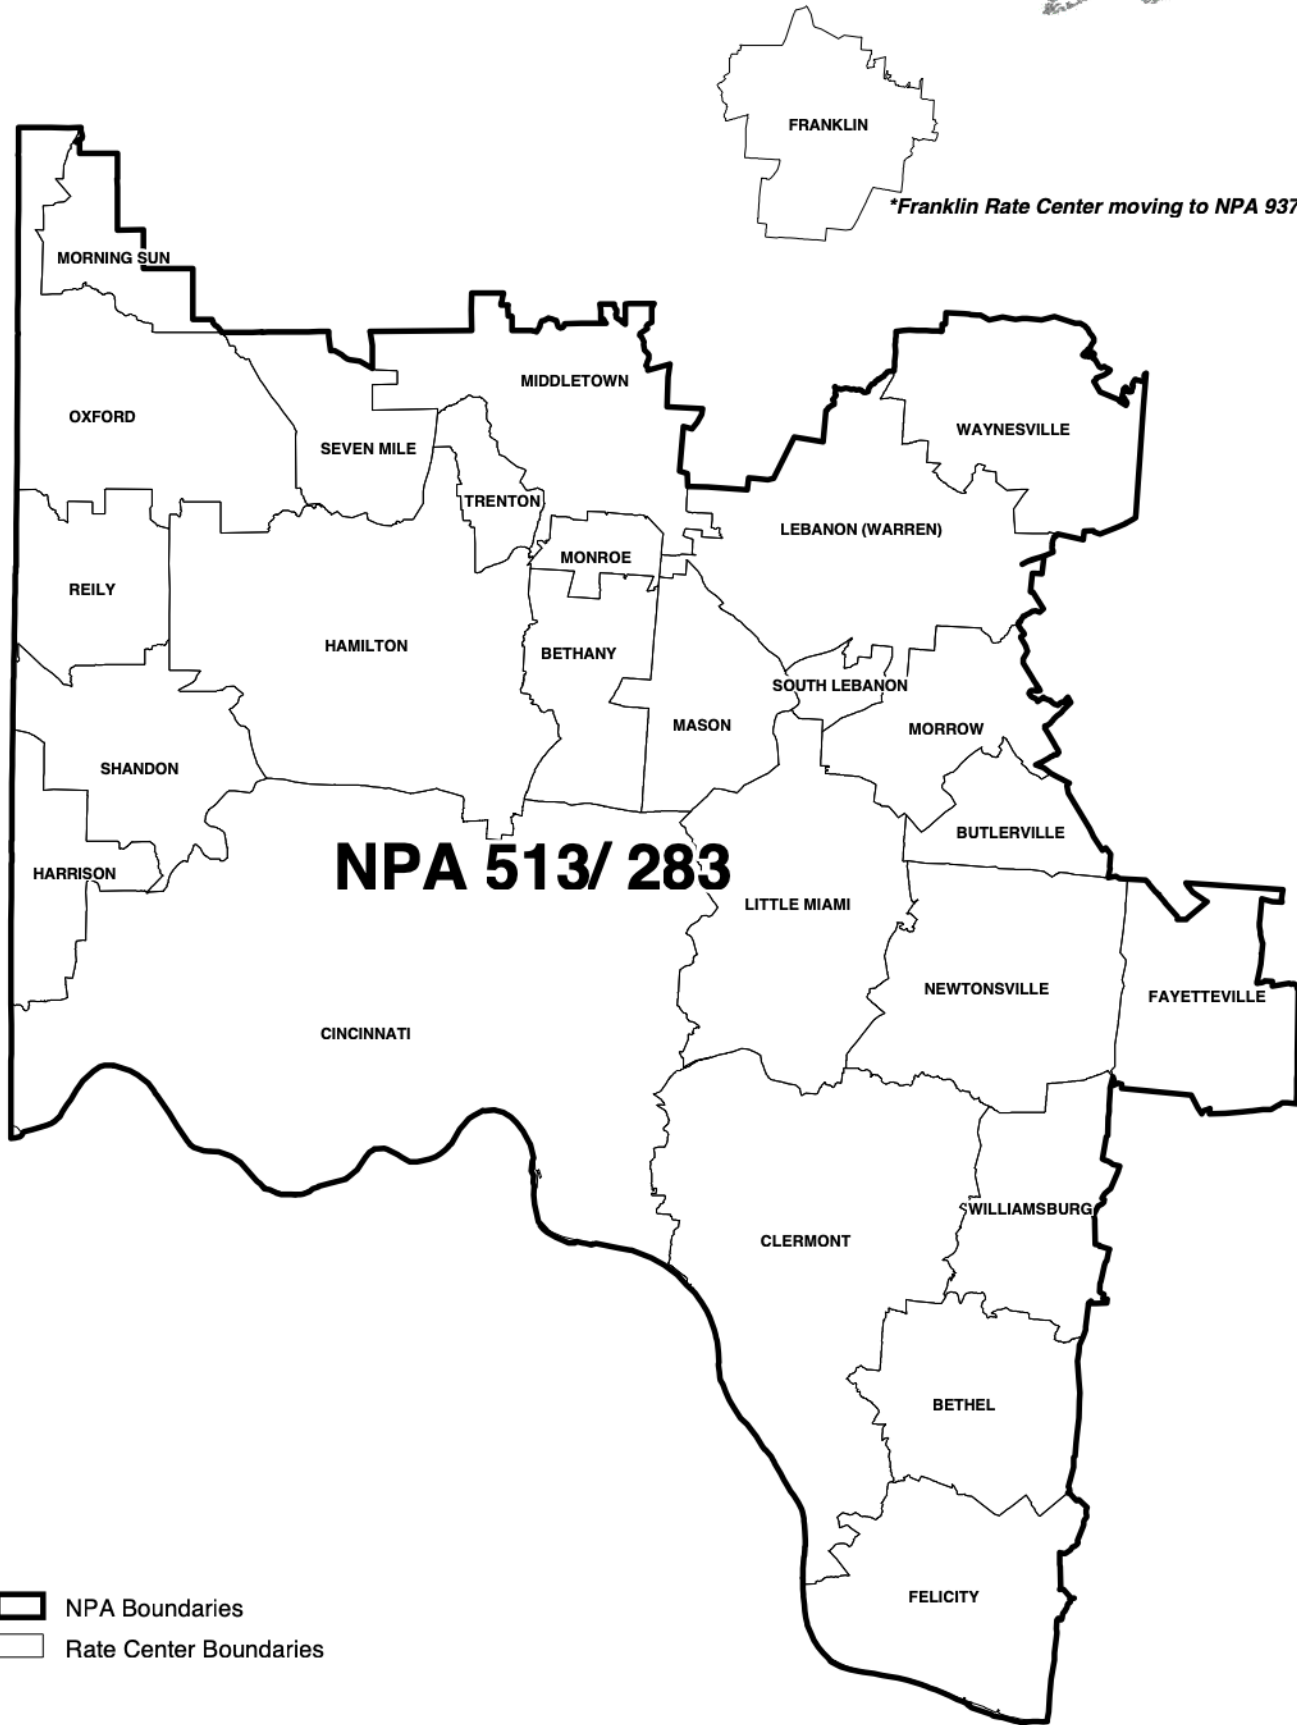 FRANKLIN
*Franklin Rate Center moving to NPA 937
MORNING SUN
MIDDLETOWN
OXFORD
WAYNESVILLE
SEVEN MILE
TRENTON
LEBANON (WARREN)
MONROE
REILY
HAMILTON
BETHANY
SOUTH LEBANON
MASON
MORROW
SHANDON
BUTLERVILLE
NPA 513/ 283
HARRISON
LITTLE MIAMI
NEWTONSVILLE
FAYETTEVILLE
CINCINNATI
WILLIAMSBURG
CLERMONT
BETHEL
FELICITY
NPA Boundaries
Rate Center Boundaries